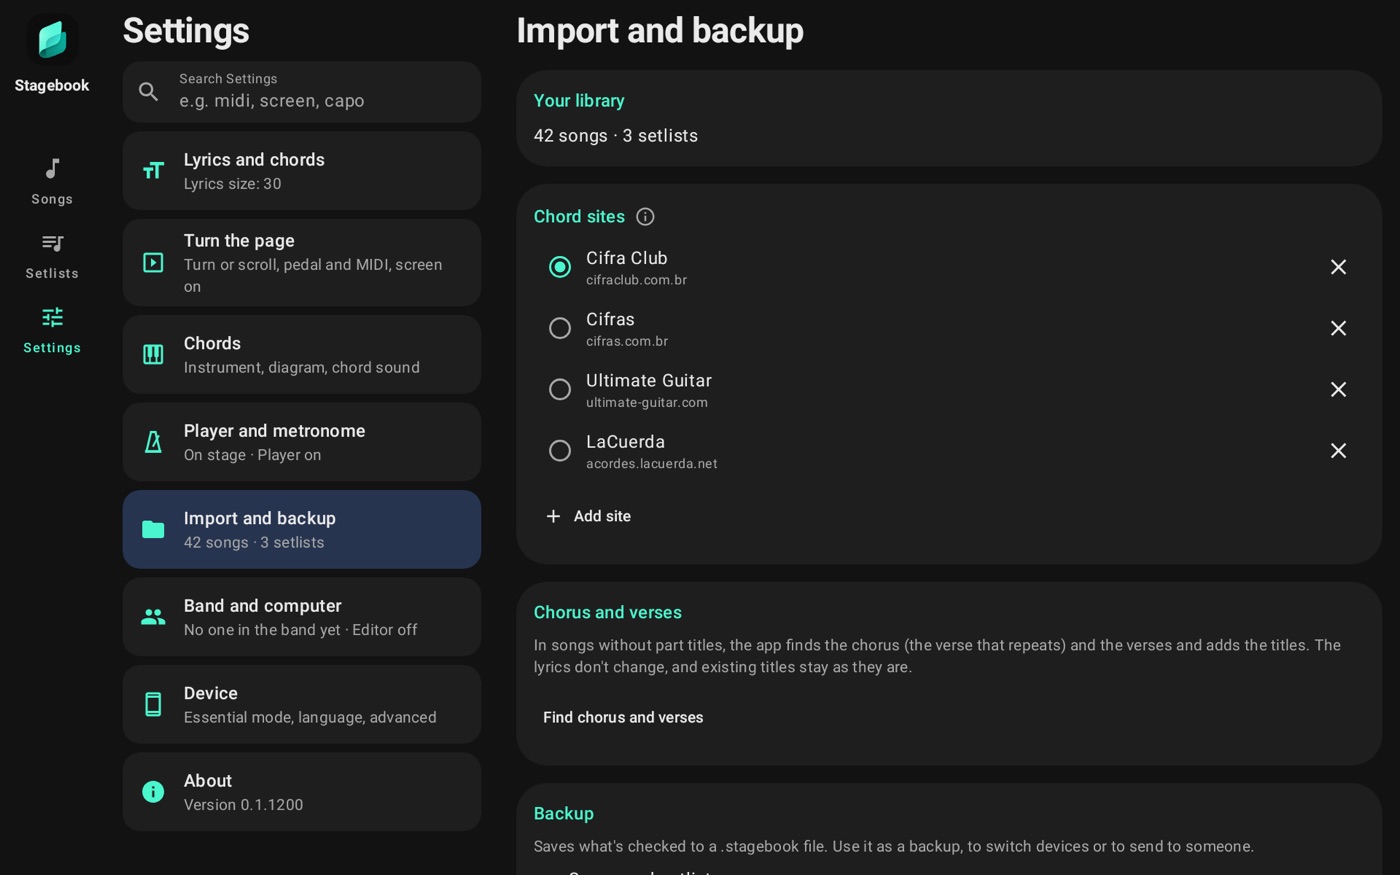 Stagebook
Songs
Setlists
Settings
Settings
Search Settings
e.g. midi, screen, capo
Lyrics and chords
Lyrics size: 30
Turn the page
Turn or scroll, pedal and MIDI, screen
on
Chords
Instrument, diagram, chord sound
Player and metronome
On stage · Player on
Import and backup
42 songs · 3 setlists
Band and computer
No one in the band yet · Editor off
Device
Essential mode, language, advanced
About
Version 0.1.1200
Import and backup
Your library
42 songs · 3 setlists
Chord sites
Cifra Club
cifraclub.com.br
Cifras
cifras.com.br
Ultimate Guitar
ultimate-guitar.com
LaCuerda
acordes.lacuerda.net
Add site
Chorus and verses
In songs without part titles, the app finds the chorus (the verse that repeats) and the verses and adds the titles. The
lyrics don't change, and existing titles stay as they are.
Find chorus and verses
Backup
Saves what's checked to a .stagebook file. Use it as a backup, to switch devices or to send to someone.